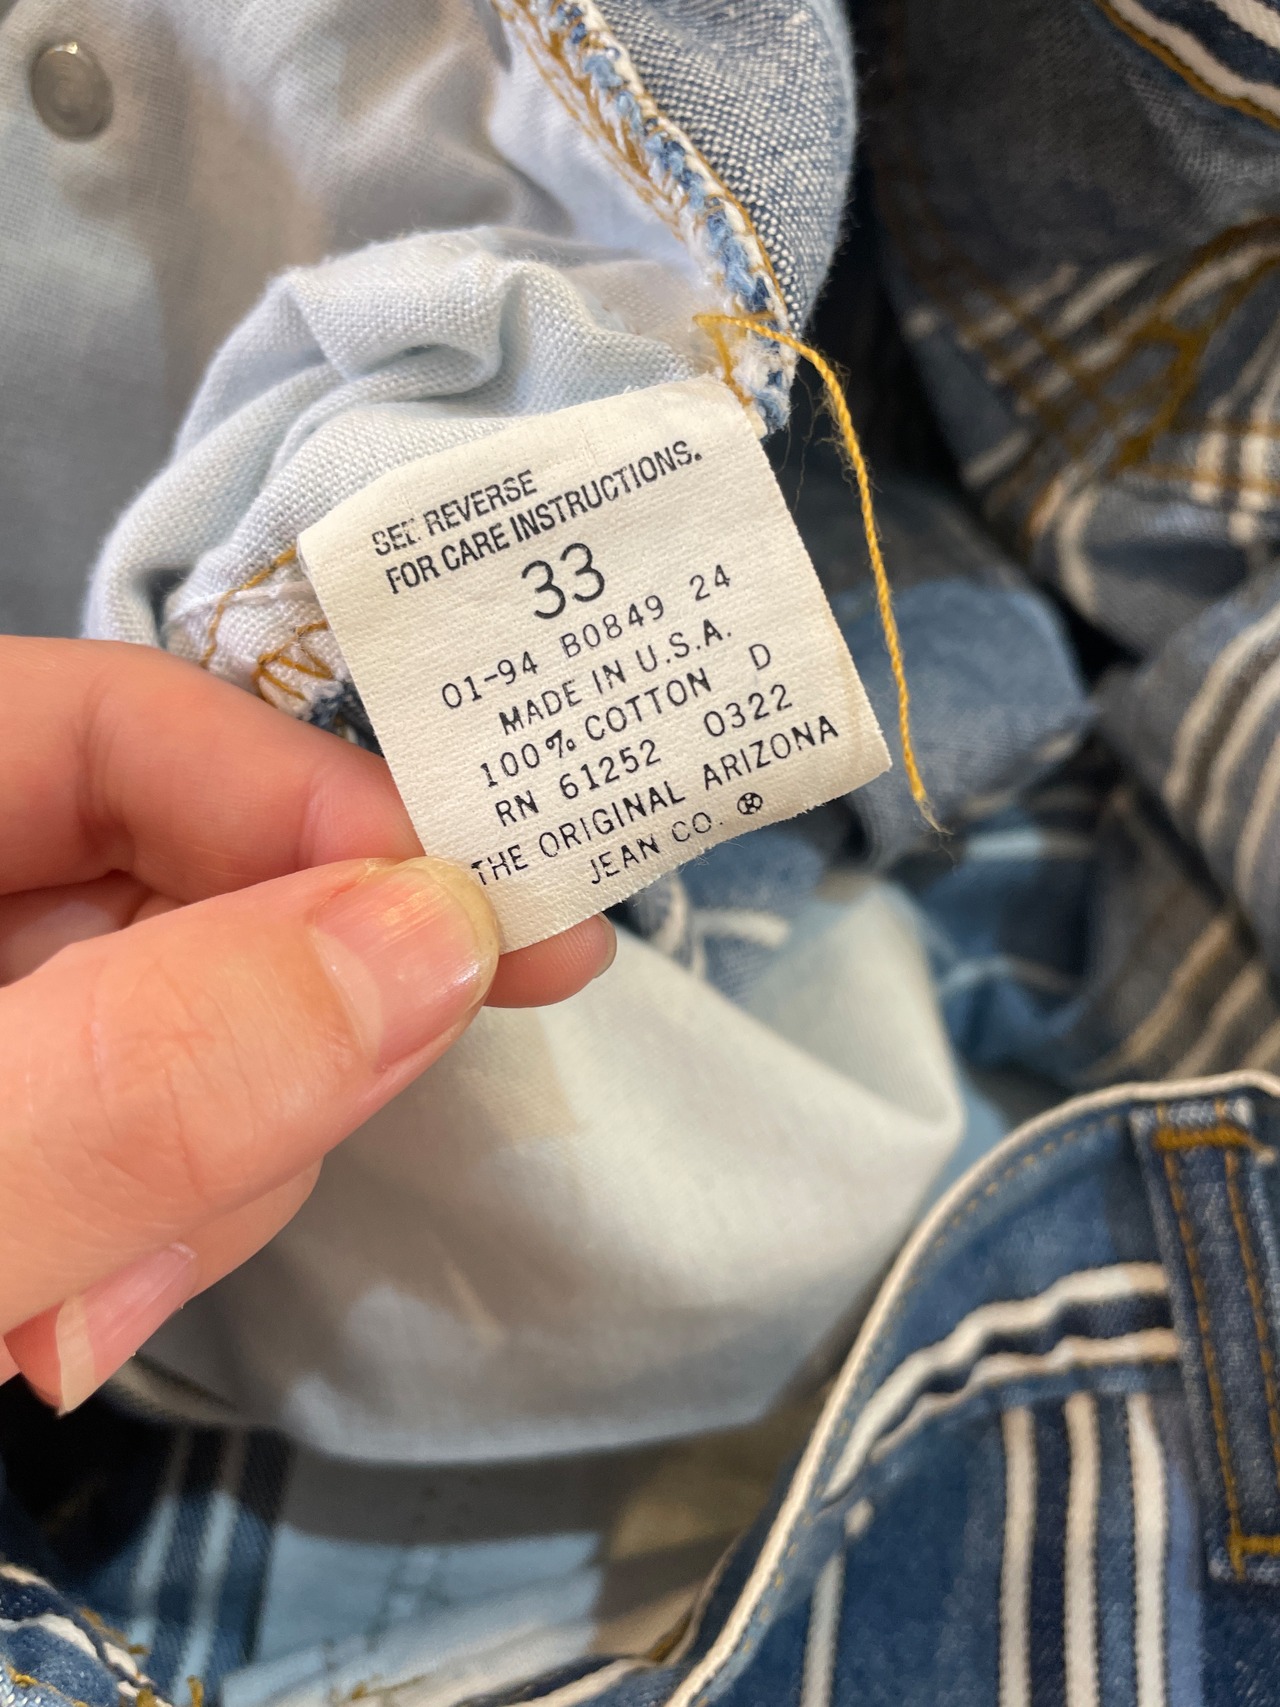 SEE REVERSE
FOR CARE INSTRUCTIONS.
33
01-94 B0849 24
MADE IN U.S.A.
100% COTTON D
RN 61252 0322
THE ORIGINAL ARIZONA
JEAN CO. ®